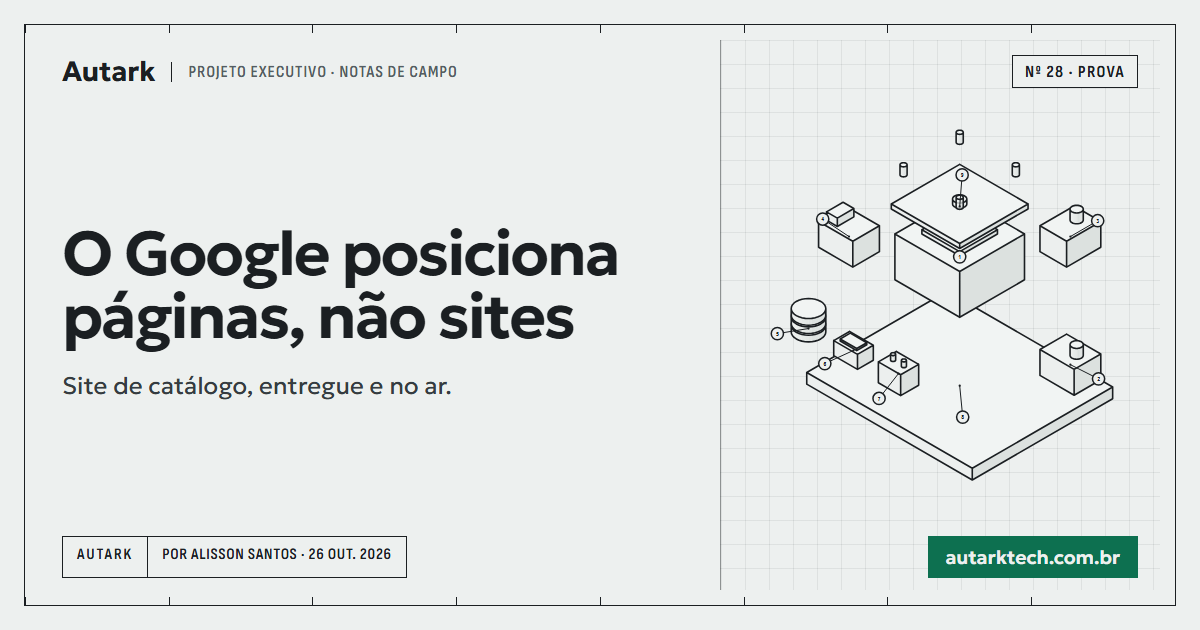 Autark
PROJETO EXECUTIVO · NOTAS DE CAMPO
Nº 28 · PROVA
O Google posiciona
páginas, não sites
Site de catálogo, entregue e no ar.
AUTARK
POR ALISSON SANTOS · 26 OUT. 2026
autarktech.com.br